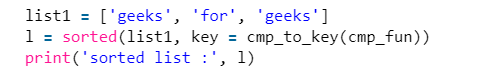 list1 = ['geeks', 'for', 'geeks']
l = sorted(list1, key = cmp_to_key(cmp_fun))
print('sorted list :', l)